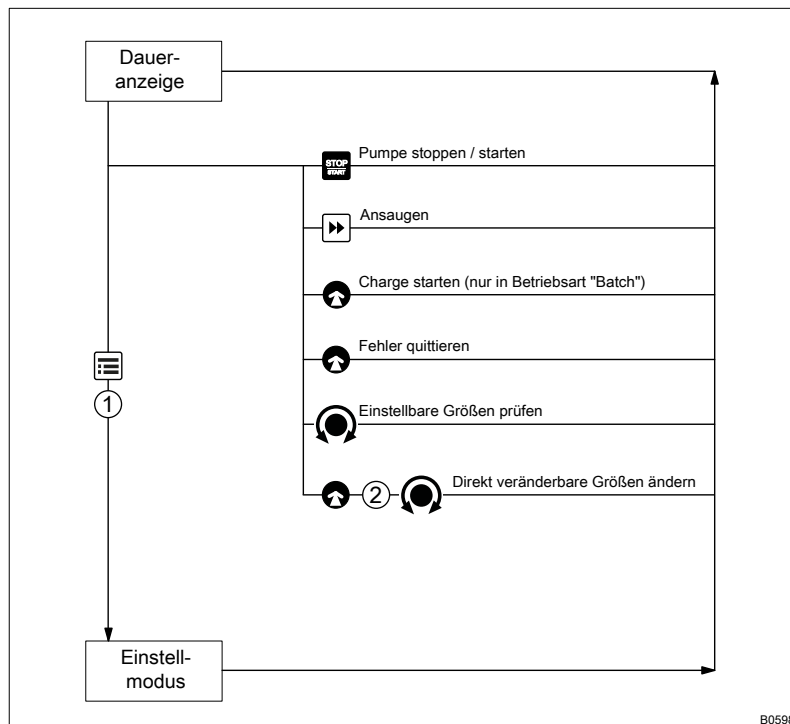 Dauer-
anzeige
STOP
START
Pumpe stoppen / starten
Ansaugen
Charge starten (nur in Betriebsart "Batch")
Fehler quittieren
1
Einstellbare Größen prüfen
2
Direkt veränderbare Größen ändern
Einstell-
modus
B0598